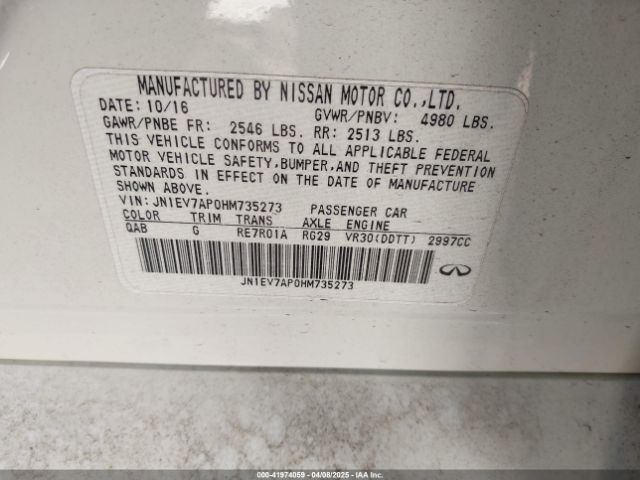 MANUFACTURED BY NISSAN MOTOR CO.,LTD.
DATE: 10/16 GVWR/PNBV: 4980 LBS.
GAWR/PNBE FR: 2546 LBS. RR: 2513 LBS.
THIS VEHICLE CONFORMS TO ALL APPLICABLE FEDERAL
MOTOR VEHICLE SAFETY,BUMPER,AND THEFT PREVENTION
STANDARDS IN EFFECT ON THE DATE OF MANUFACTURE
SHOWN ABOVE.
VIN: JN1EV7AP0HM735273 PASSENGER CAR
COLOR TRIM TRANS AXLE ENGINE
QAB G RE7R01A RG29 VR30(DDTT) 2997CC
JN1EV7AP0HM735273
000-41974059 | 04/08/2025 | IAAI.COM